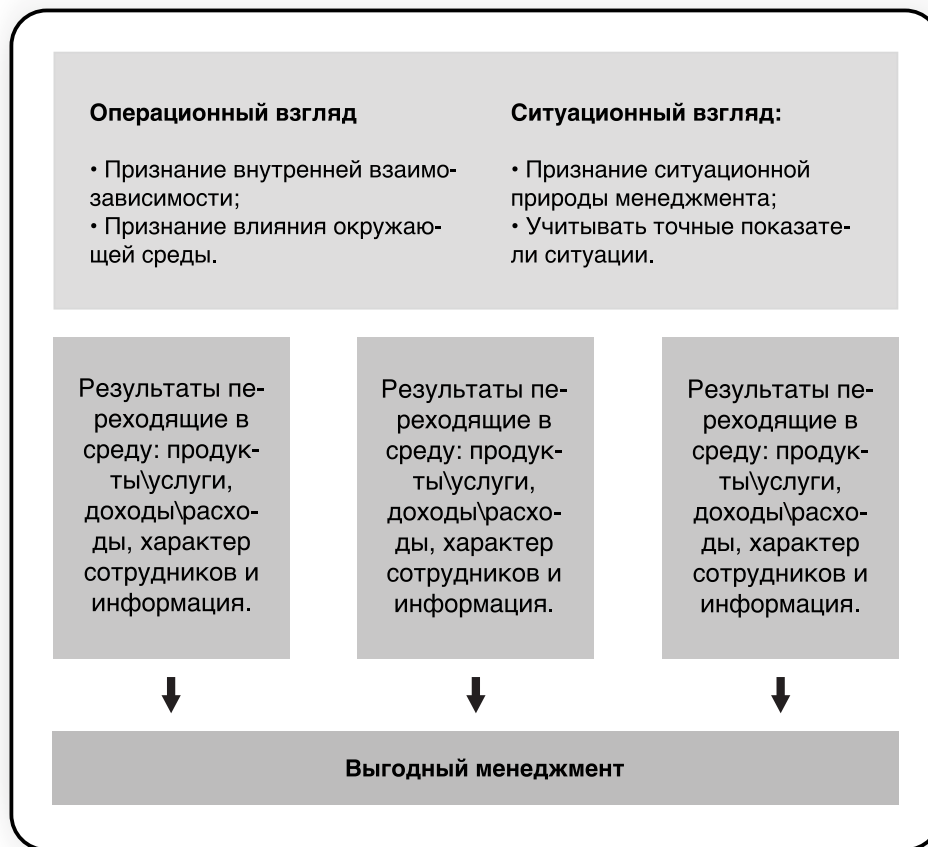 Операционный взгляд
• Признание внутренней взаимо-
зависимости;
• Признание влияния окружаю-
щей среды.
Ситуационный взгляд:
• Признание ситуационной
природы менеджмента;
• Учитывать точные показате-
ли ситуации.
Результаты пе-
реходящие в
среду: продук-
ты\услуги,
доходы\расхо-
ды, характер
сотрудников и
информация.
Результаты пе-
реходящие в
среду: продук-
ты\услуги,
доходы\расхо-
ды, характер
сотрудников и
информация.
Результаты пе-
реходящие в
среду: продук-
ты\услуги,
доходы\расхо-
ды, характер
сотрудников и
информация.
Выгодный менеджмент